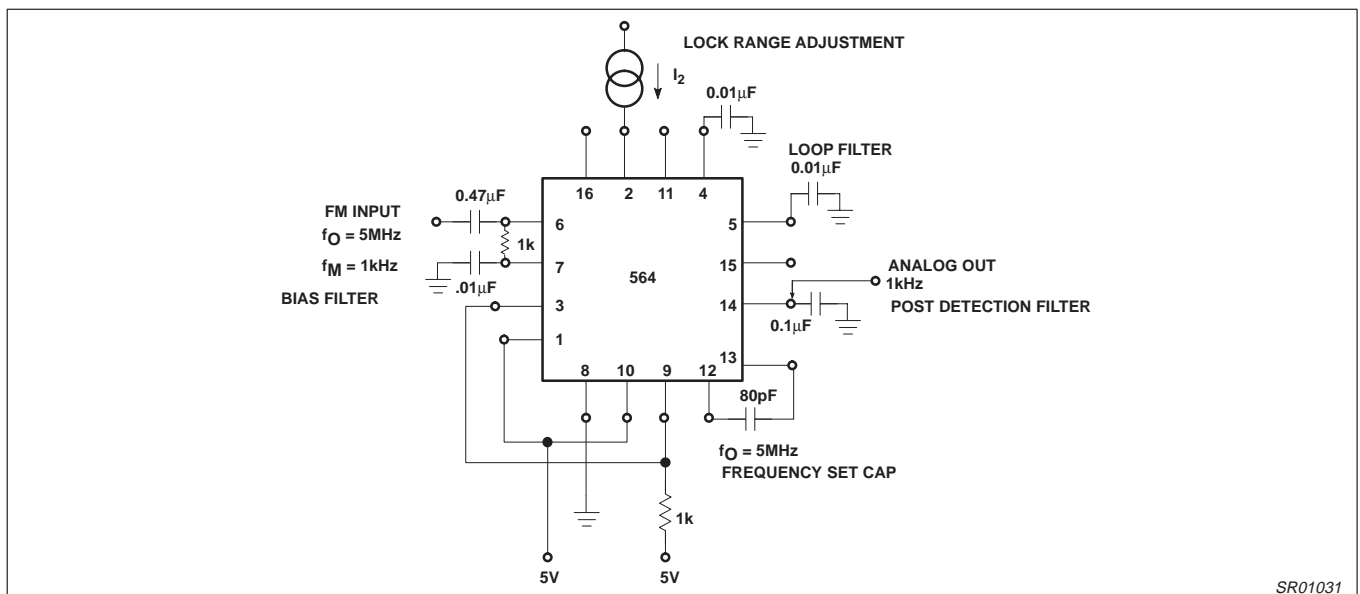 LOCK RANGE ADJUSTMENT
I2
0.01μF
LOOP FILTER
0.01μF
16
2
11
4
0.47μF
FM INPUT
fO = 5MHz
fM = 1kHz
BIAS FILTER
1k
.01μF
6
7
3
1
564
5
15
14
13
ANALOG OUT
1kHz
POST DETECTION FILTER
0.1μF
8
10
9
12
80pF
fO = 5MHz
FREQUENCY SET CAP
1k
5V
5V
SR01031